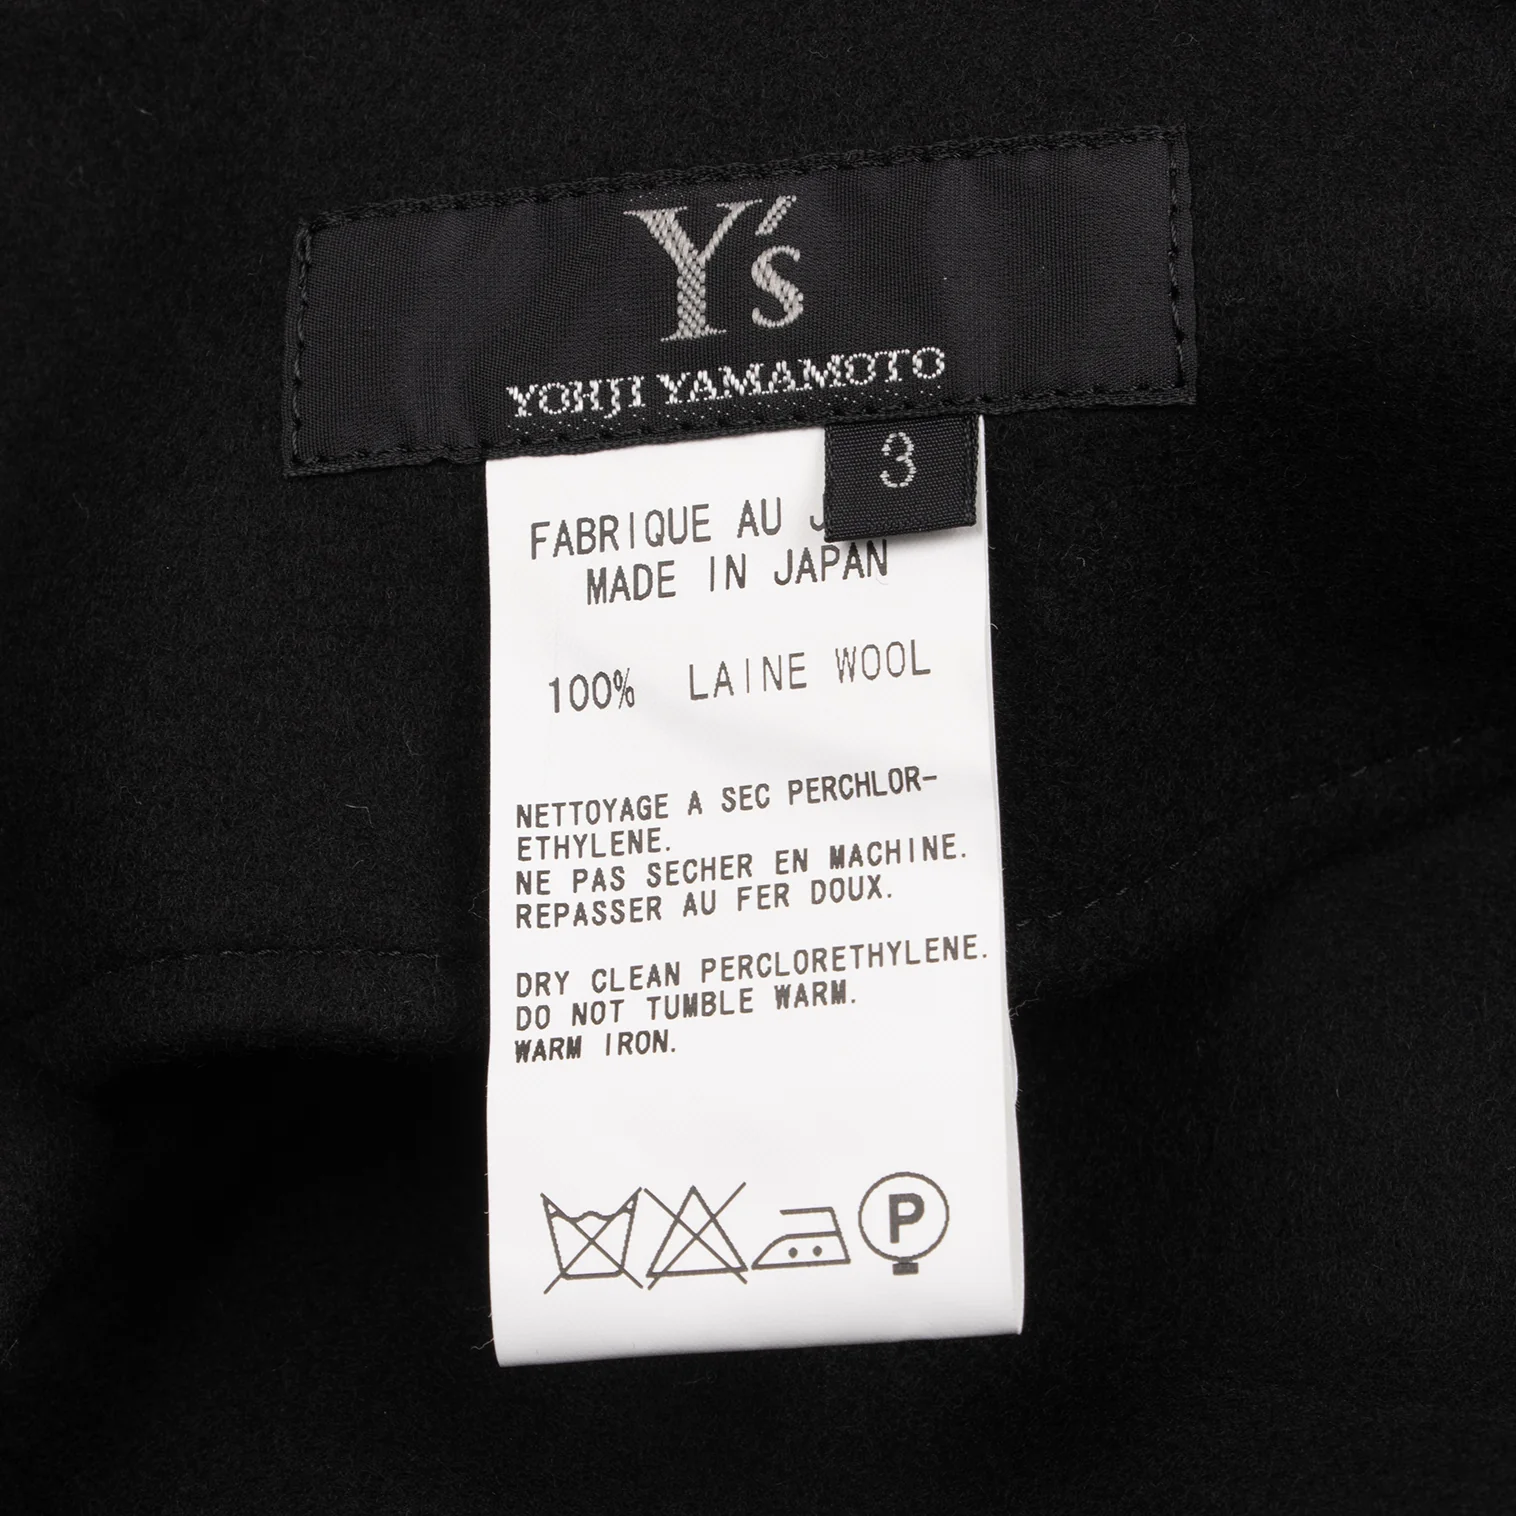 Y's
YOHJI YAMAMOTO
3
FABRIQUE AU
MADE IN JAPAN
100% LAINE WOOL
NETTOYAGE A SEC PERCHLOR-
ETHYLENE.
NE PAS SECHER EN MACHINE.
REPASSER AU FER DOUX.
DRY CLEAN PERCLORETHYLENE.
DO NOT TUMBLE WARM.
WARM IRON.
P